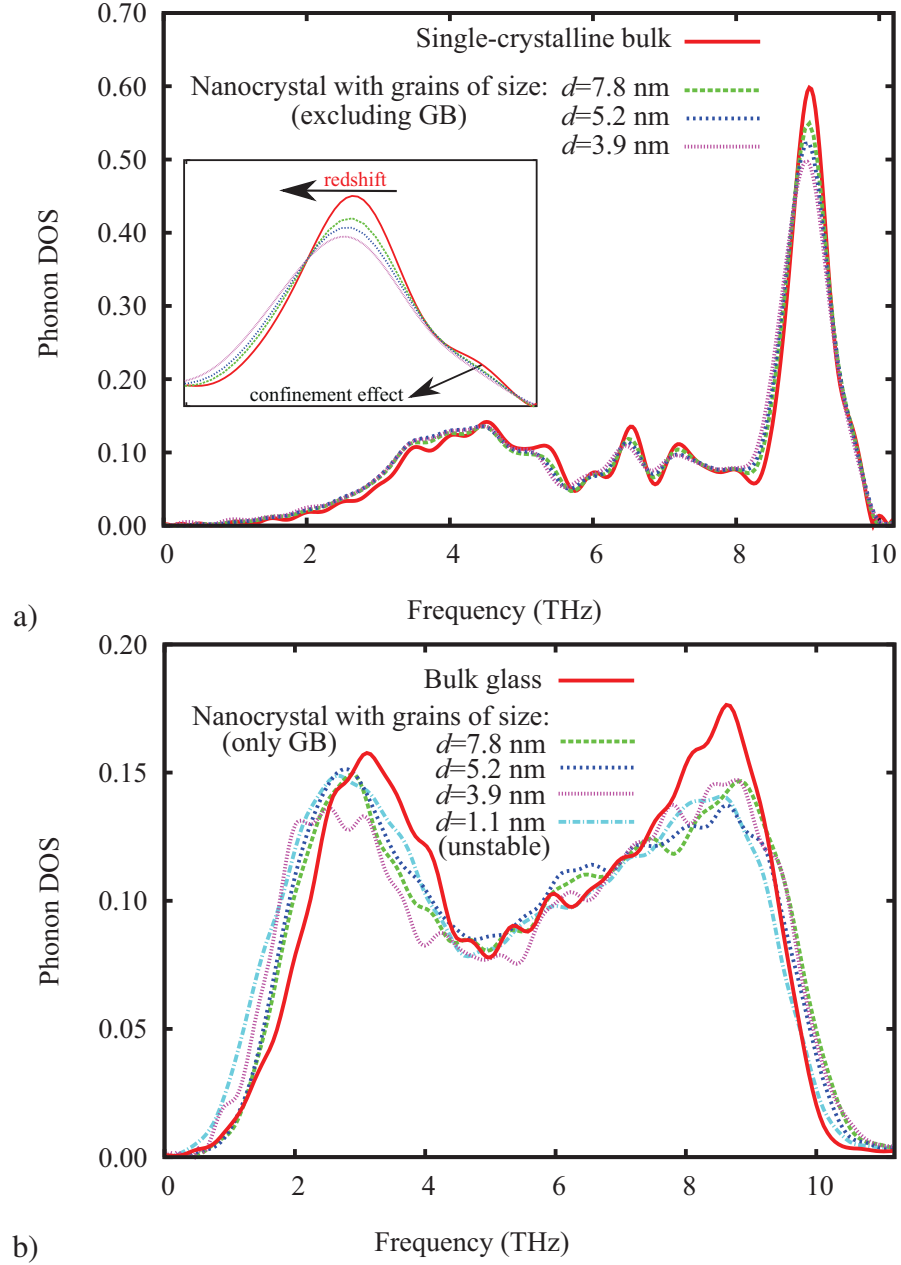 0.70
0.60
0.50
0.40
0.30
0.20
0.10
0.00
Phonon DOS
Single-crystalline bulk
Nanocrystal with grains of size:
(excluding GB)
d=7.8 nm
d=5.2 nm
d=3.9 nm
redshift
confinement effect
0 2 4 6 8 10
Frequency (THz)
a)
0.20
0.15
0.10
0.05
0.00
Phonon DOS
Bulk glass
Nanocrystal with grains of size:
(only GB)
d=7.8 nm
d=5.2 nm
d=3.9 nm
d=1.1 nm
(unstable)
0 2 4 6 8 10
Frequency (THz)
b)